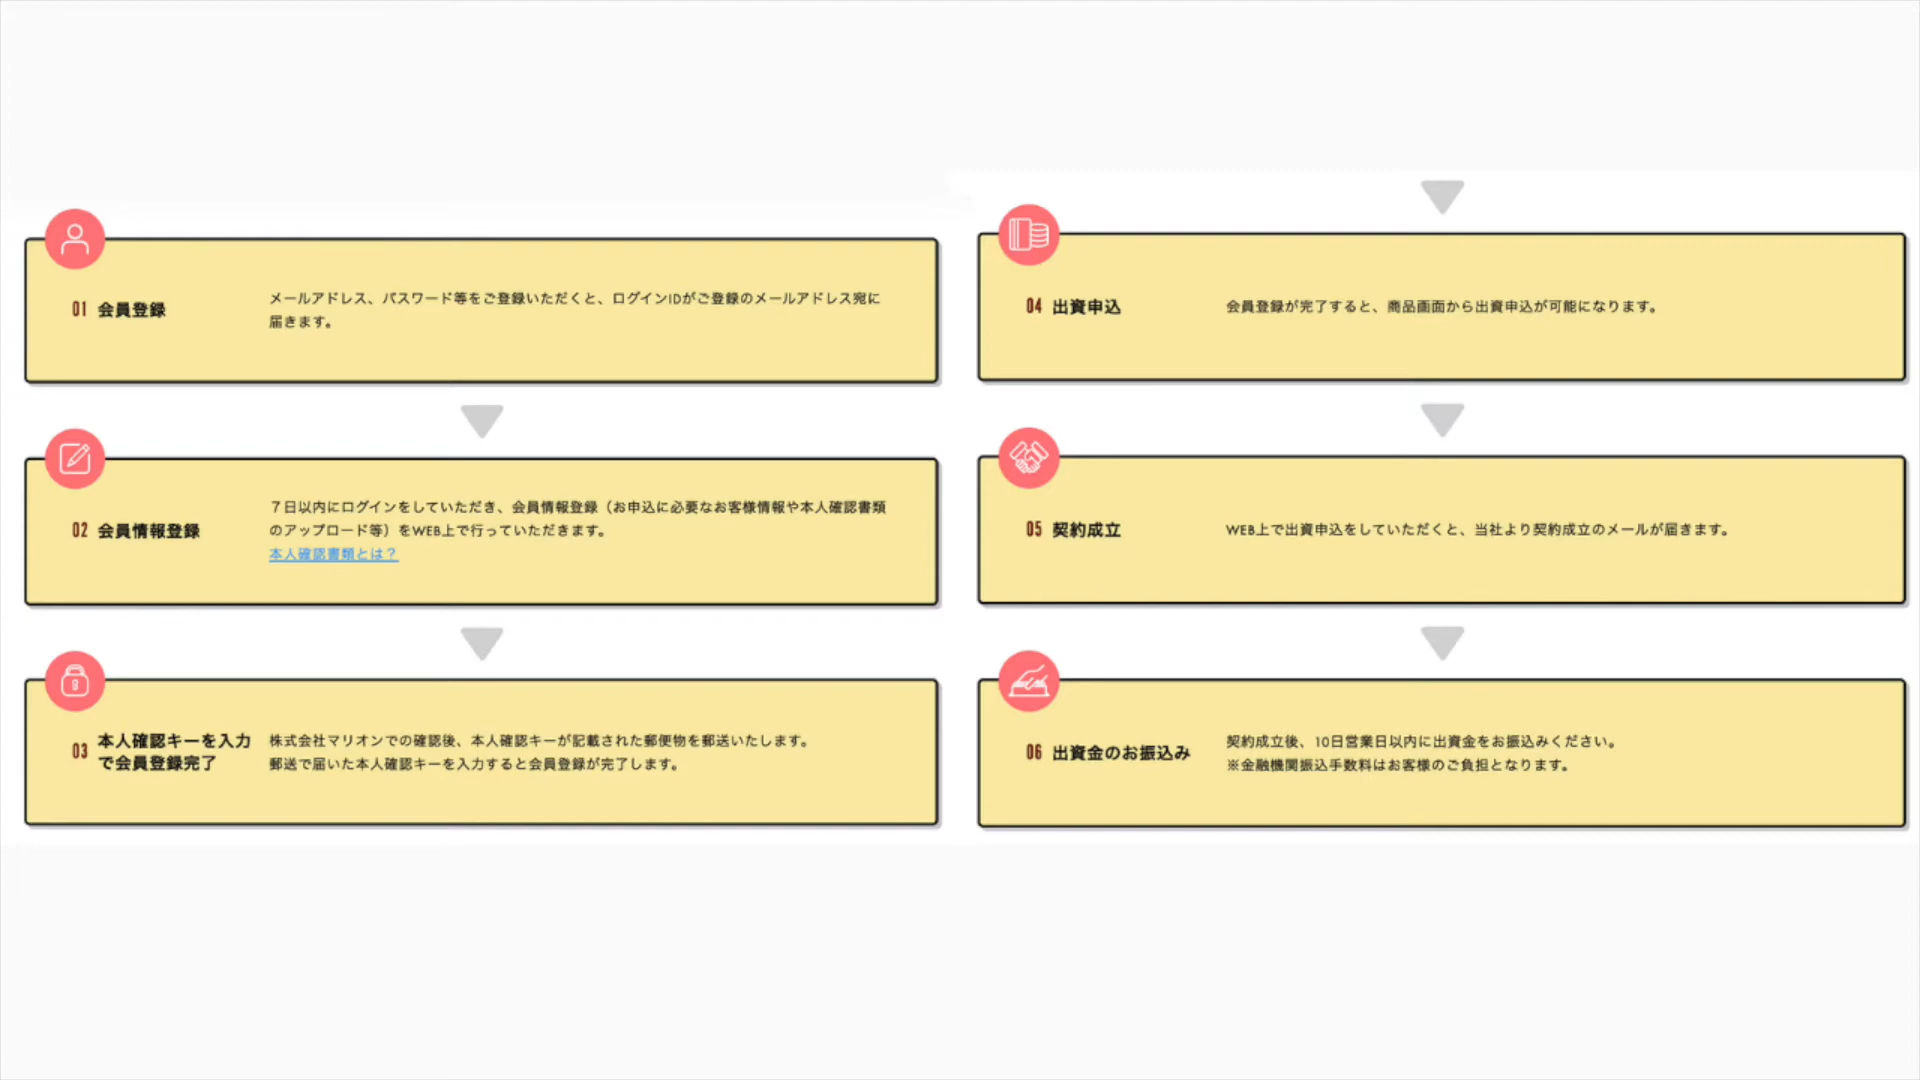 01 会員登録
メールアドレス、パスワード等をご登録いただくと、ログインIDがご登録のメールアドレス宛に
届きます。
02 会員情報登録
７日以内にログインをしていただき、会員情報登録（お申込に必要なお客様情報や本人確認書類
のアップロード等）をWEB上で行っていただきます。
本人確認書類とは？
03 本人確認キーを入力
で会員登録完了
株式会社マリオンでの確認後、本人確認キーが記載された郵便物を郵送いたします。
郵送で届いた本人確認キーを入力すると会員登録が完了します。
04 出資申込
会員登録が完了すると、商品画面から出資申込が可能になります。
05 契約成立
WEB上で出資申込をしていただくと、当社より契約成立のメールが届きます。
06 出資金のお振込み
契約成立後、10日営業日以内に出資金をお振込みください。
※金融機関振込手数料はお客様のご負担となります。